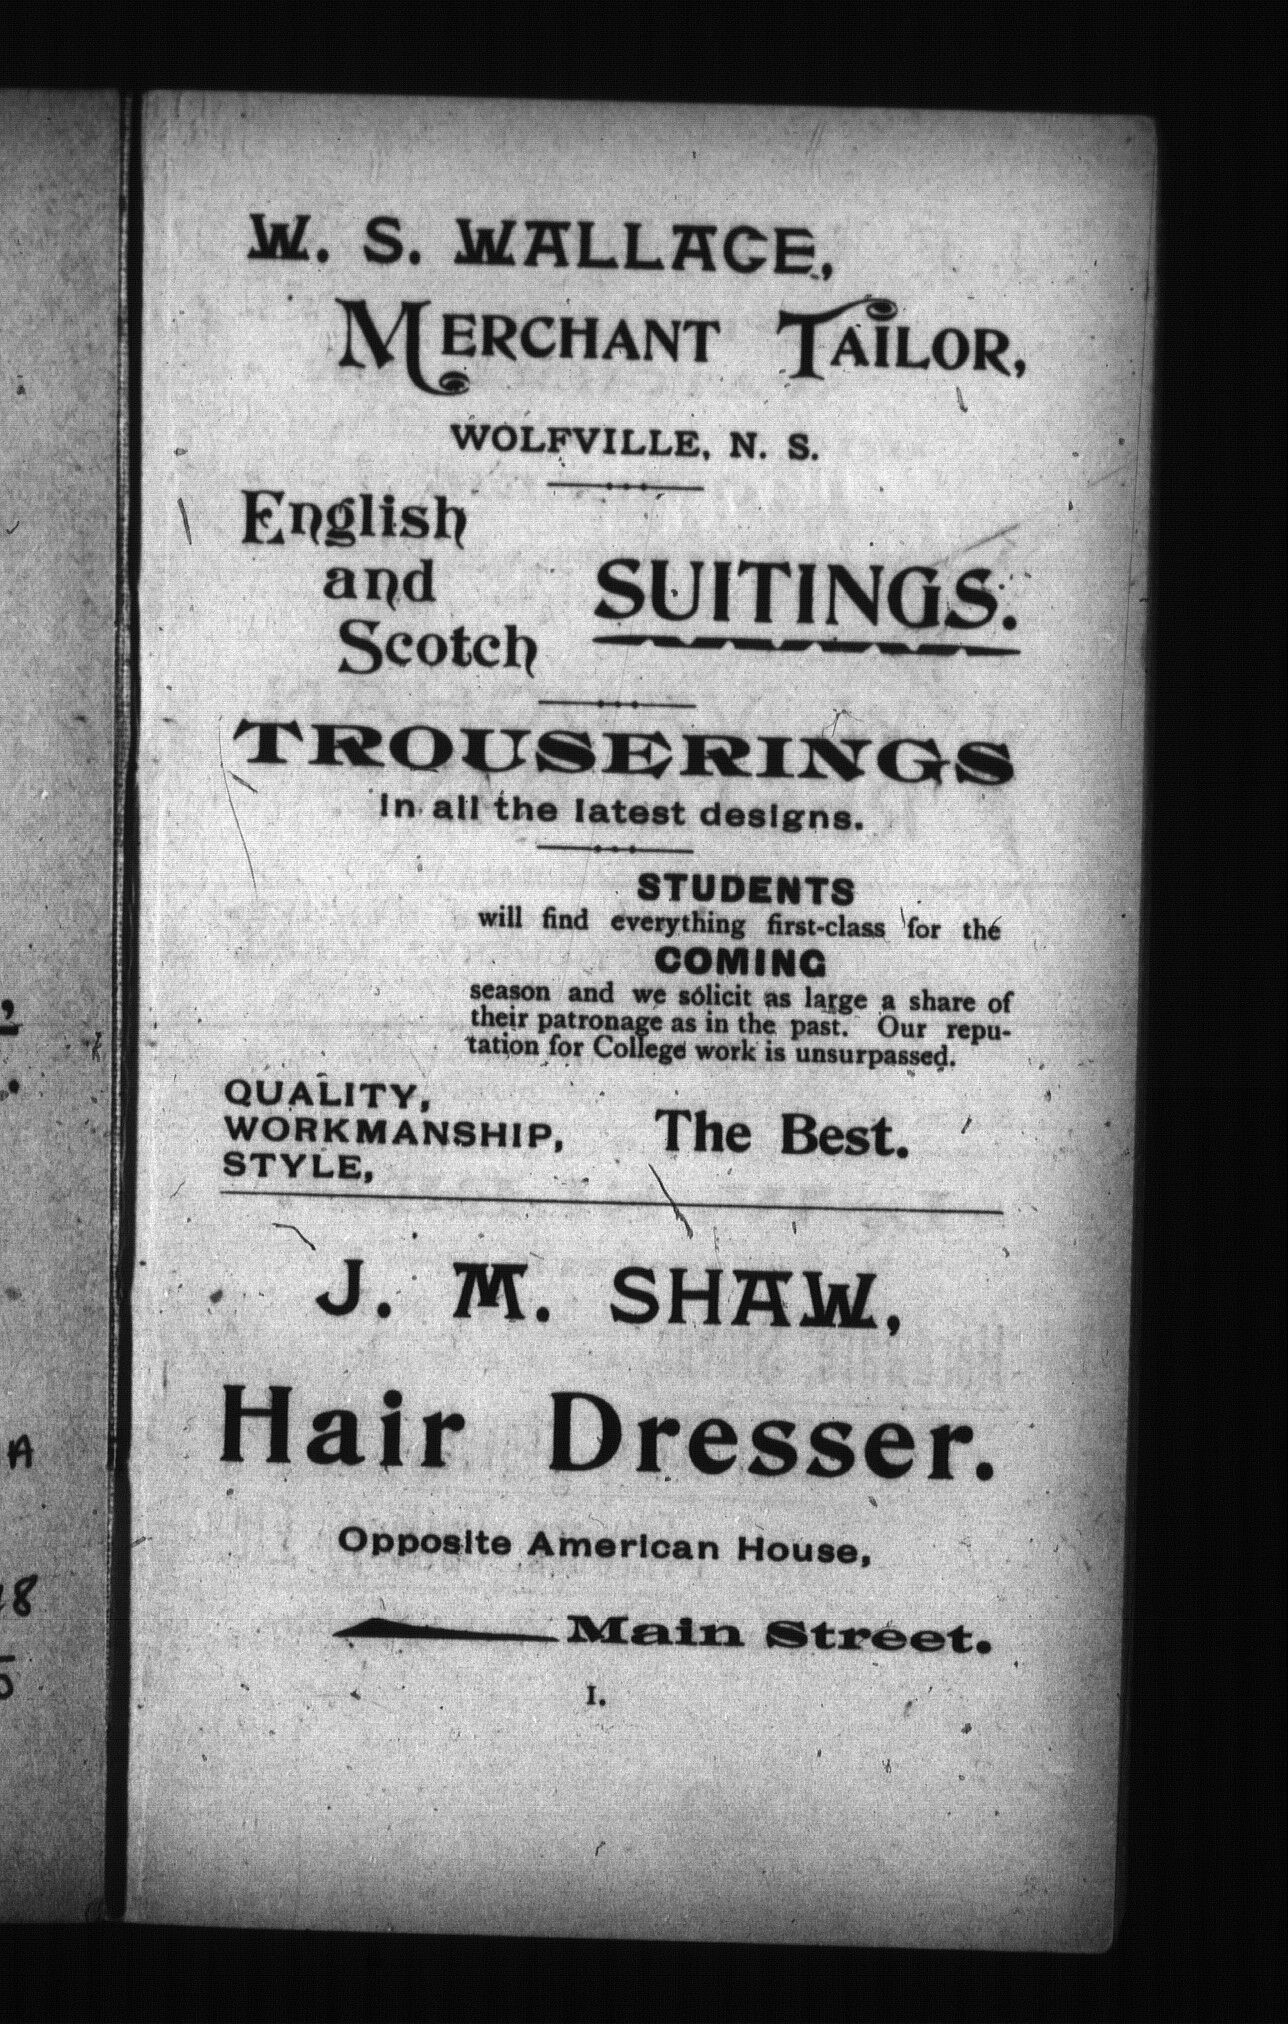 W. S. WALLACE,
MERCHANT TAILOR,
WOLFVILLE, N. S.
English
and
Scotch
SUITINGS.
TROUSERINGS
In all the latest designs.
STUDENTS
will find everything first-class for the
COMING
season and we solicit as large a share of
their patronage as in the past. Our repu-
tation for College work is unsurpassed.
QUALITY,
WORKMANSHIP,
STYLE,
The Best.
J. M. SHAW,
Hair Dresser.
Opposite American House,
Main Street.
I.